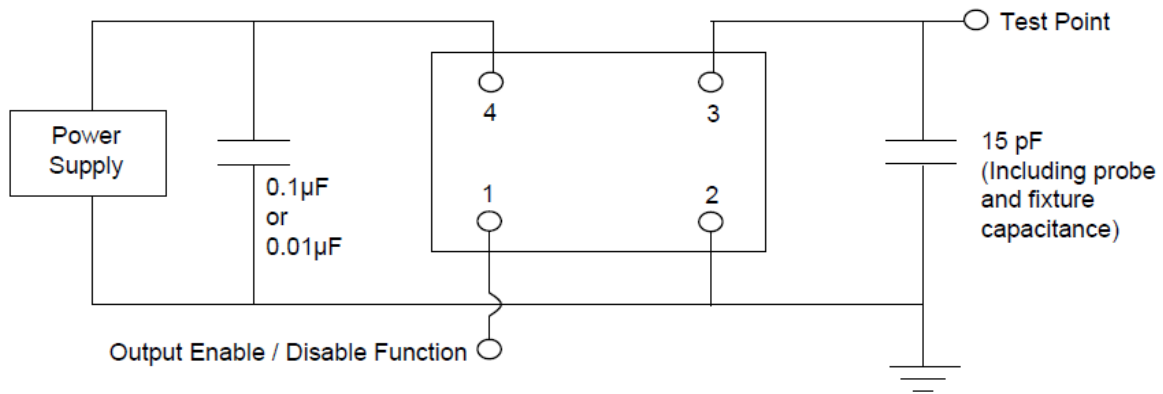 Test Point
4
3
Power
Supply
15 pF
(Including probe
and fixture
capacitance)
0.1µF
or
0.01µF
1
2
Output Enable / Disable Function